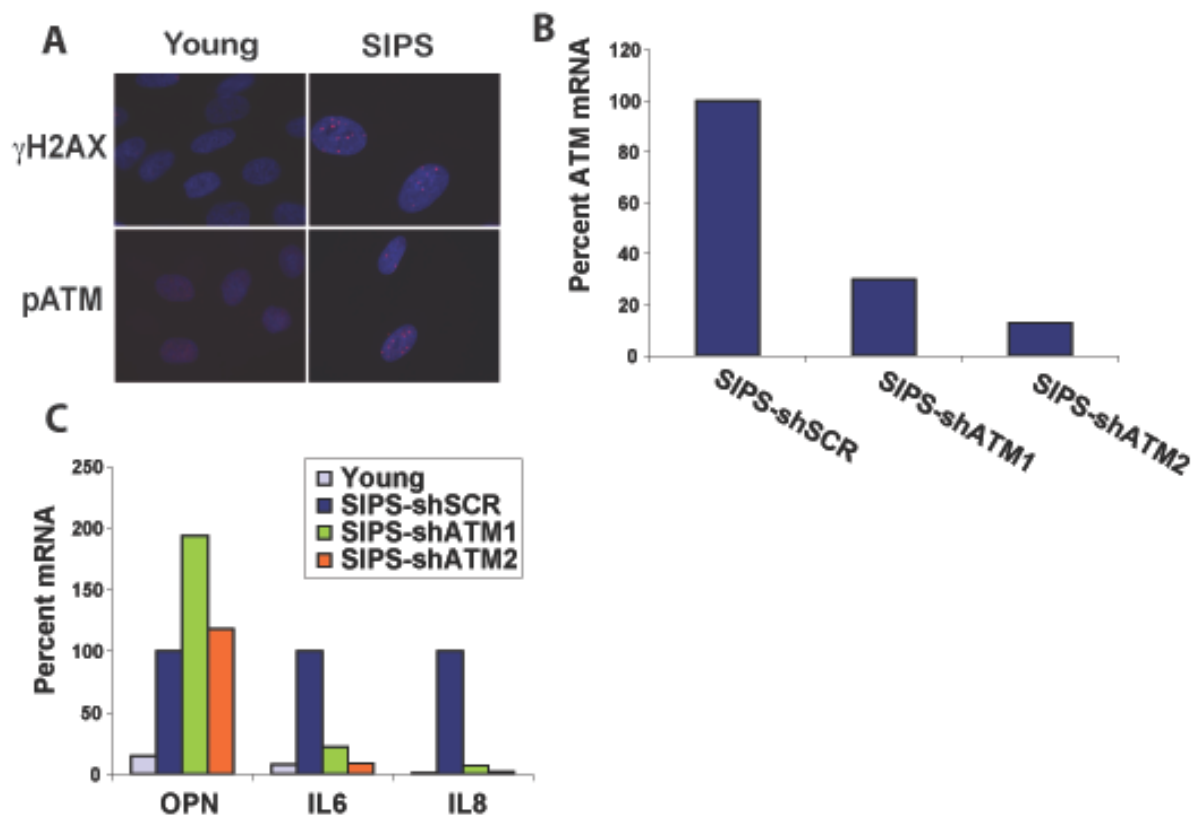 A
Young
SIPS
γH2AX
pATM
B
Percent ATM mRNA
120
100
80
60
40
20
0
SIPS-shSCR
SIPS-shATM1
SIPS-shATM2
C
Percent mRNA
250
200
150
100
50
0
Young
SIPS-shSCR
SIPS-shATM1
SIPS-shATM2
OPN
IL6
IL8